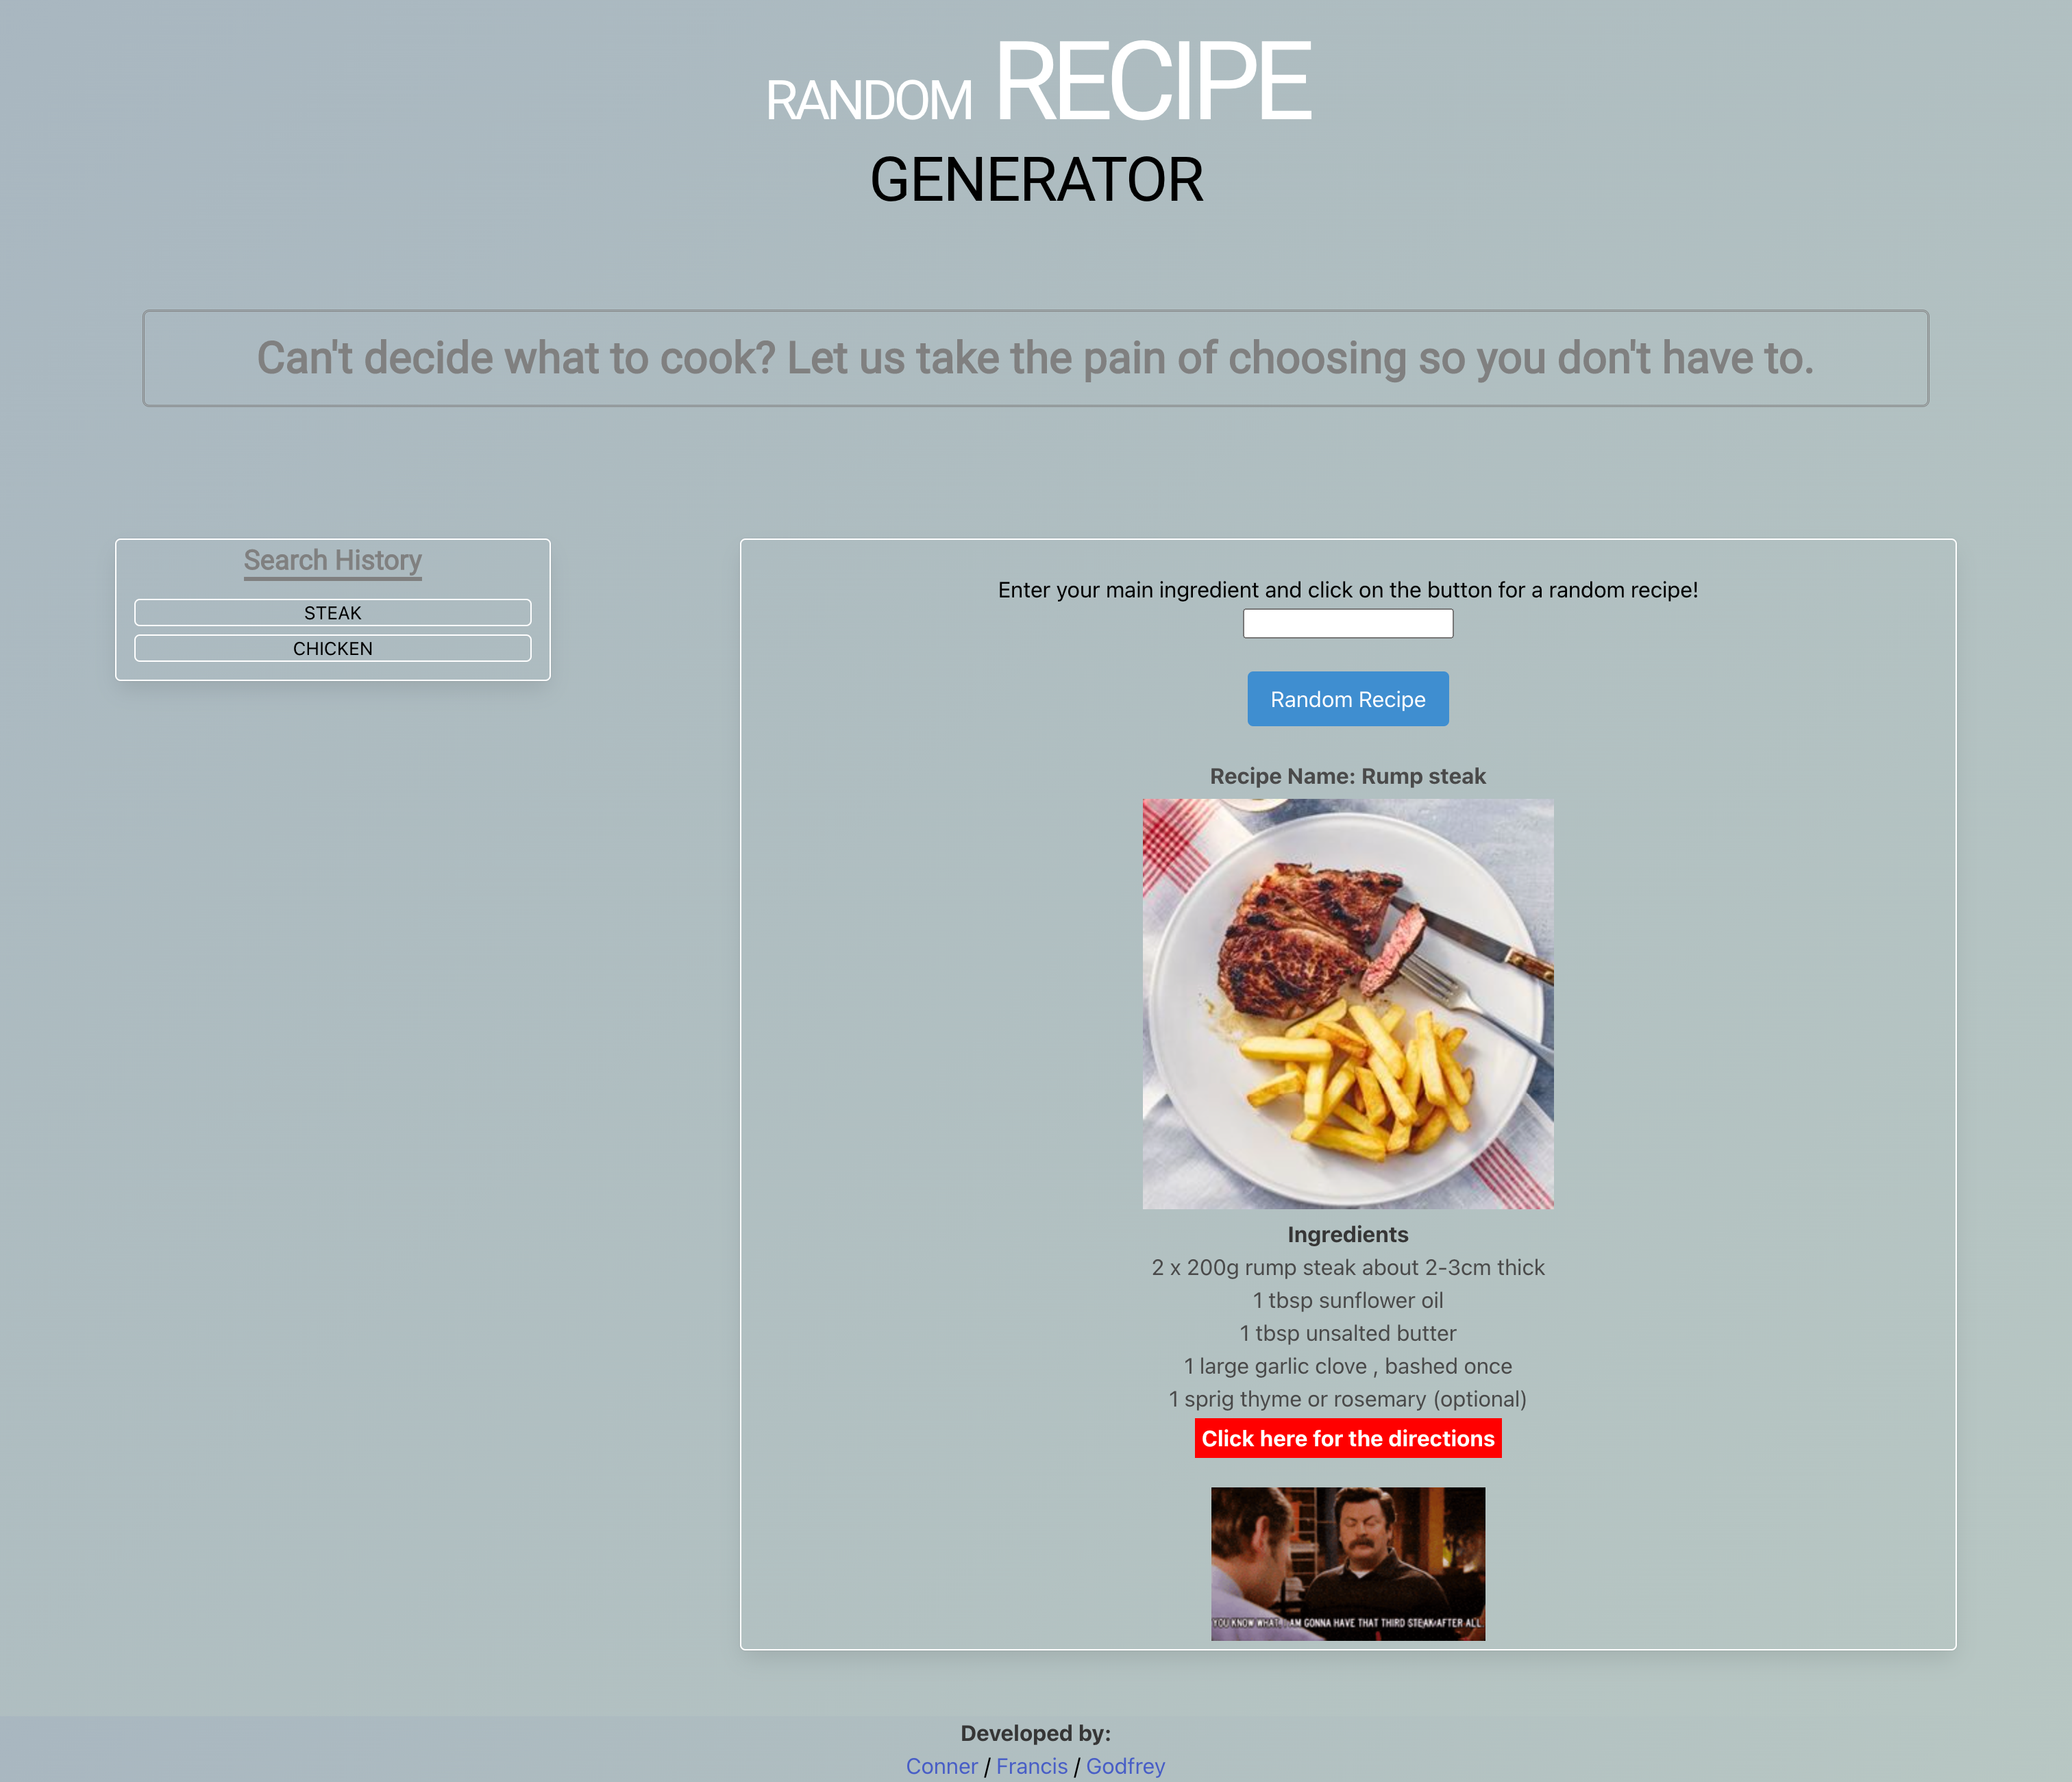 RANDOM RECIPE
GENERATOR
Can't decide what to cook? Let us take the pain of choosing so you don't have to.
Search History
STEAK
CHICKEN
Enter your main ingredient and click on the button for a random recipe!
Random Recipe
Recipe Name: Rump steak
Ingredients
2 x 200g rump steak about 2-3cm thick
1 tbsp sunflower oil
1 tbsp unsalted butter
1 large garlic clove , bashed once
1 sprig thyme or rosemary (optional)
Click here for the directions
YOU KNOW WHAT I AM GONNA HAVE THAT THIRD STEAK AFTER ALL
Developed by:
Conner / Francis / Godfrey